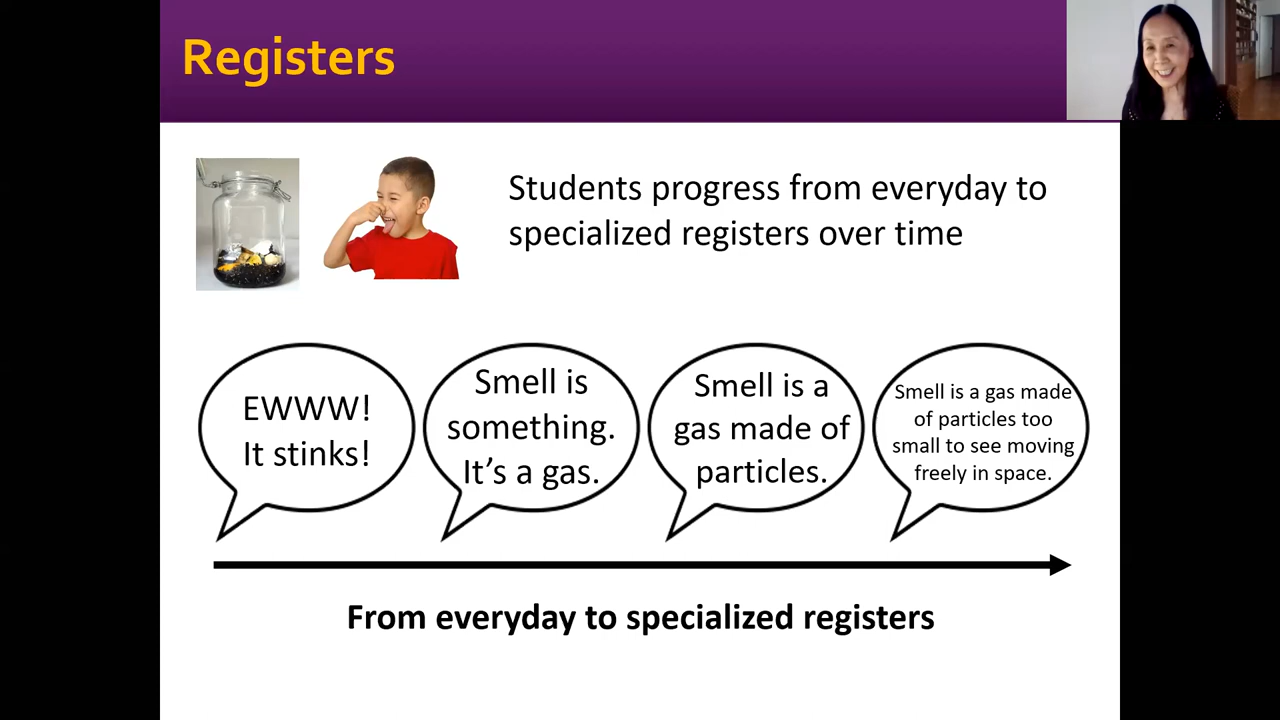 Registers
Students progress from everyday to
specialized registers over time
EWWW!
It stinks!
Smell is
something.
It’s a gas.
Smell is a
gas made of
particles.
Smell is a gas made
of particles too
small to see moving
freely in space.
From everyday to specialized registers